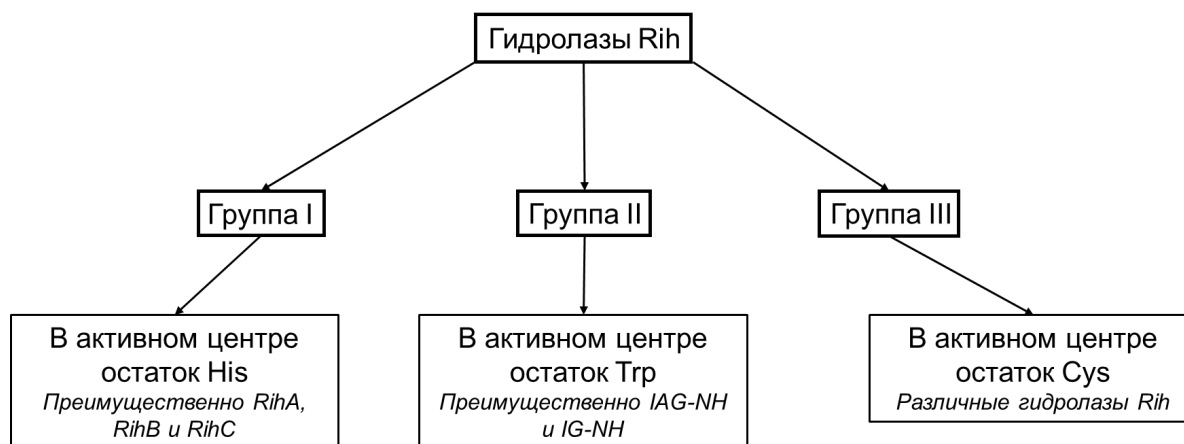 Гидролазы Rih
Группа I
Группа II
Группа III
В активном центре
остаток His
Преимущественно RihA,
RihB и RihC
В активном центре
остаток Trp
Преимущественно IAG-NH
и IG-NH
В активном центре
остаток Cys
Различные гидролазы Rih